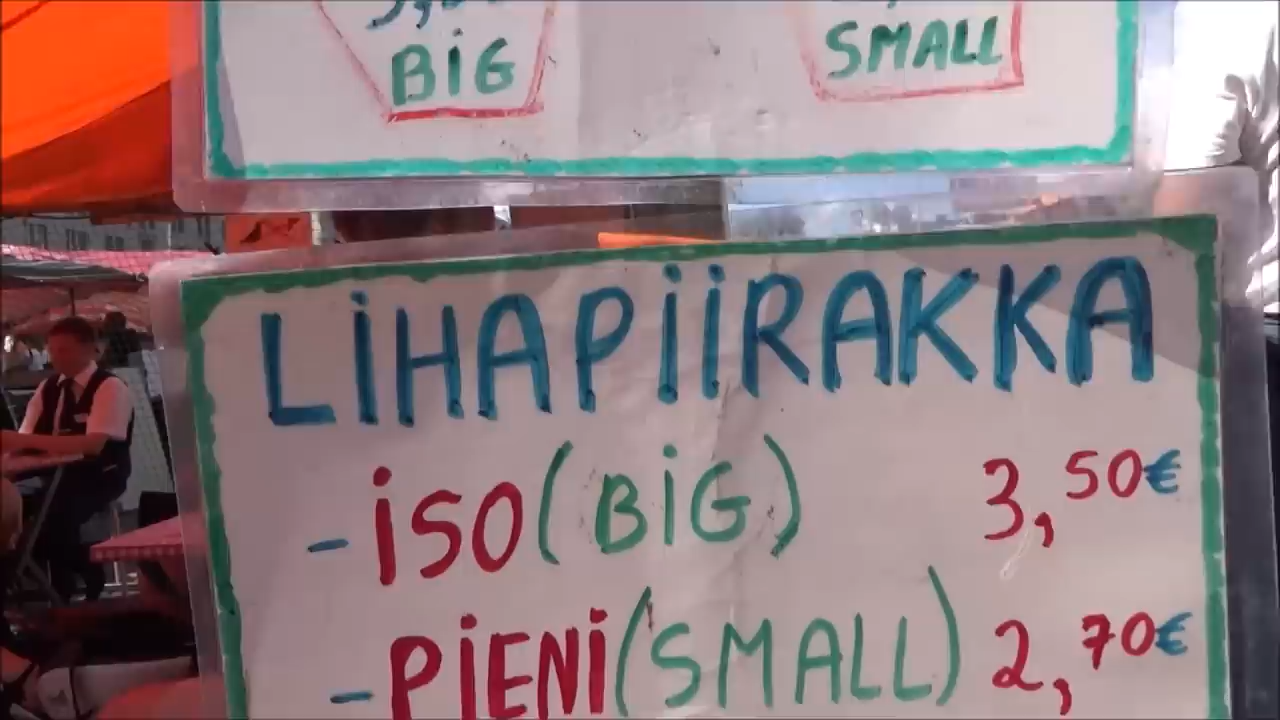 BIG
SMALL
LIHAPIIRAKKA
- ISO (BIG) 3,50€
- PIENI (SMALL) 2,70€